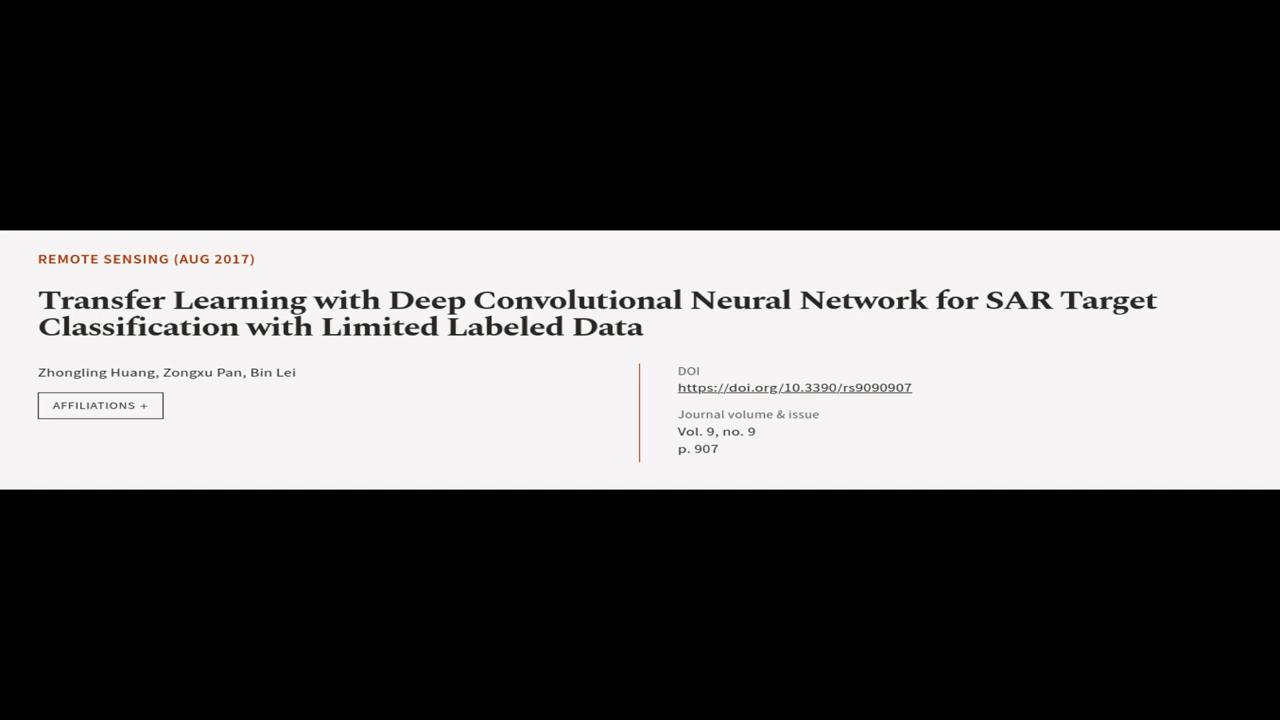 REMOTE SENSING (AUG 2017)
Transfer Learning with Deep Convolutional Neural Network for SAR Target
Classification with Limited Labeled Data
Zhongling Huang, Zongxu Pan, Bin Lei
AFFILIATIONS +
DOI
https://doi.org/10.3390/rs9090907
Journal volume & issue
Vol. 9, no. 9
p. 907